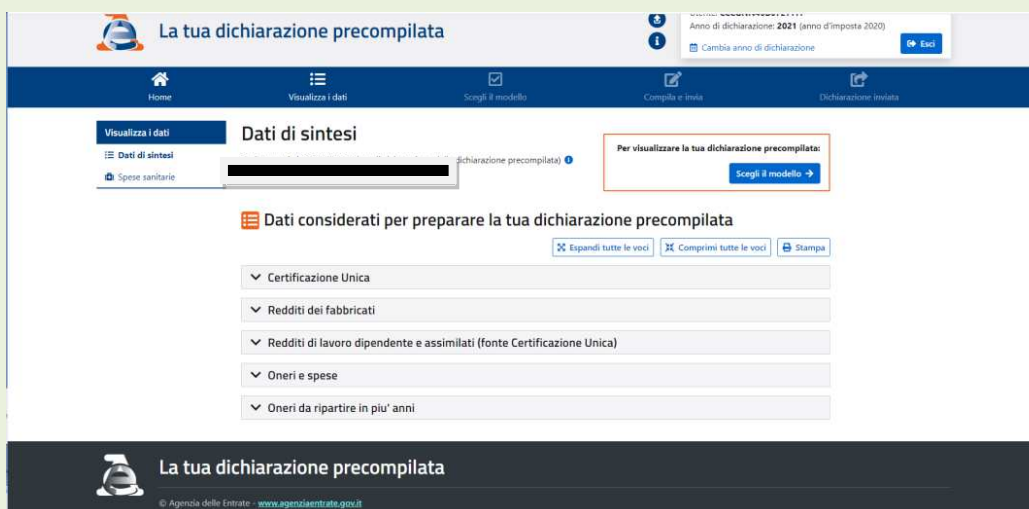 La tua dichiarazione precompilata
Anno di dichiarazione: 2021 (anno d'imposta 2020)
Cambia anno di dichiarazione
Esci
Home
Visualizza i dati
Scegli il modello
Compila e invia
Dichiarazione inviata
Visualizza i dati
Dati di sintesi
Spese sanitarie
Dati di sintesi
dichiarazione precompilata)
Per visualizzare la tua dichiarazione precompilata:
Scegli il modello
Dati considerati per preparare la tua dichiarazione precompilata
Espandi tutte le voci
Comprimi tutte le voci
Stampa
Certificazione Unica
Redditi dei fabbricati
Redditi di lavoro dipendente e assimilati (fonte Certificazione Unica)
Oneri e spese
Oneri da ripartire in piu' anni
La tua dichiarazione precompilata
© Agenzia delle Entrate - www.agenziaentrate.gov.it